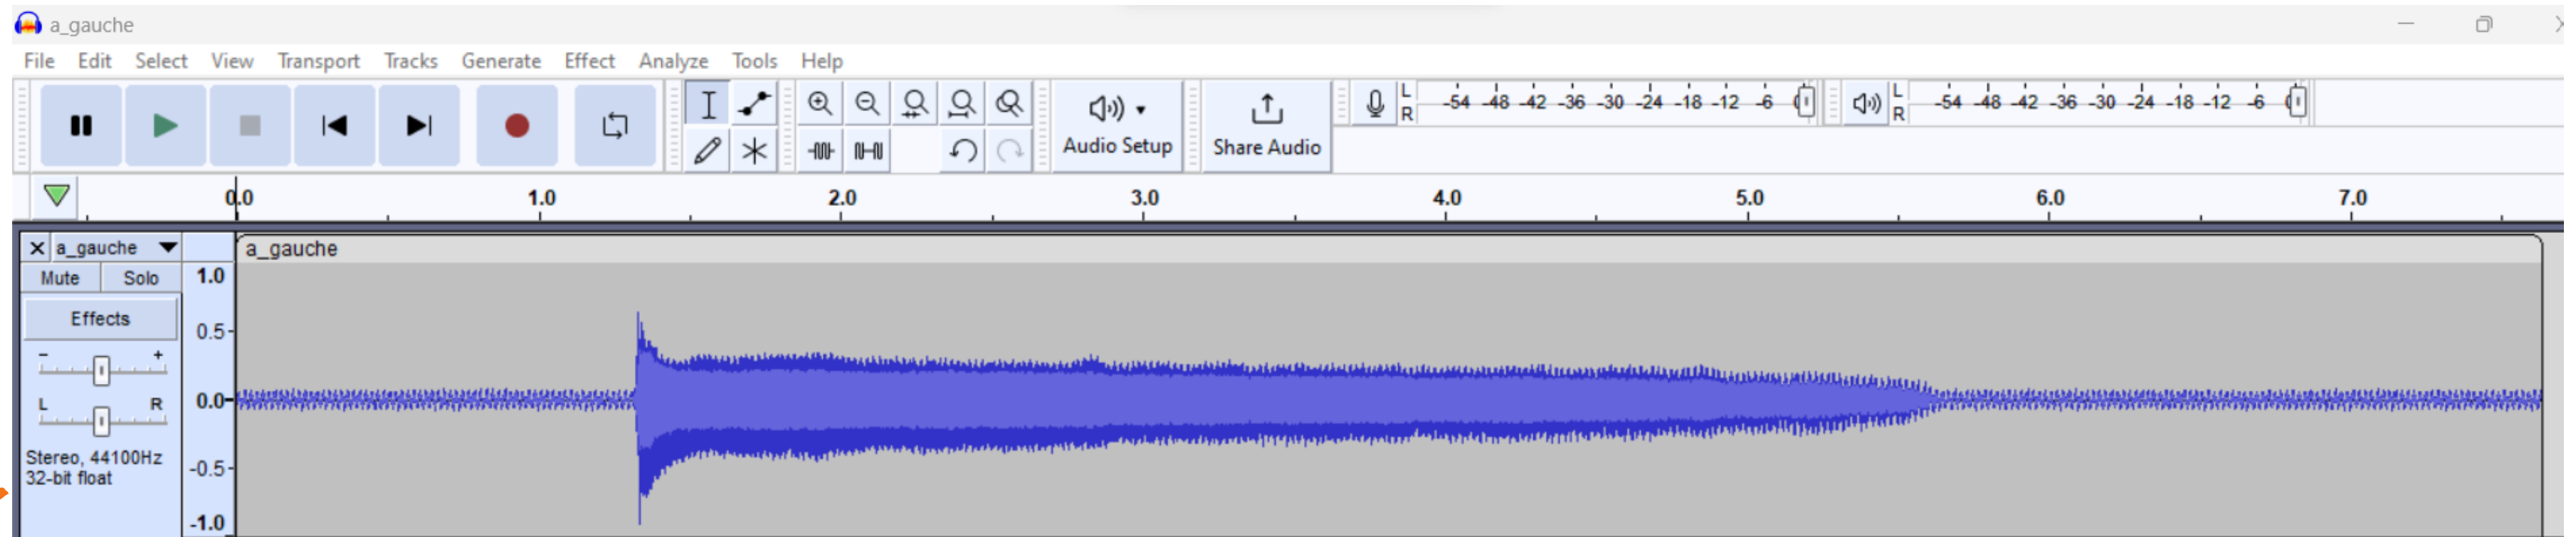 a_gauche
File Edit Select View Transport Tracks Generate Effect Analyze Tools Help
L -54 -48 -42 -36 -30 -24 -18 -12 -6 L -54 -48 -42 -36 -30 -24 -18 -12 -6
R R
Audio Setup Share Audio
0.0 1.0 2.0 3.0 4.0 5.0 6.0 7.0
a_gauche a_gauche
Mute Solo 1.0
Effects
0.5
- +
L R 0.0
Stereo, 44100Hz
32-bit float
-0.5
-1.0